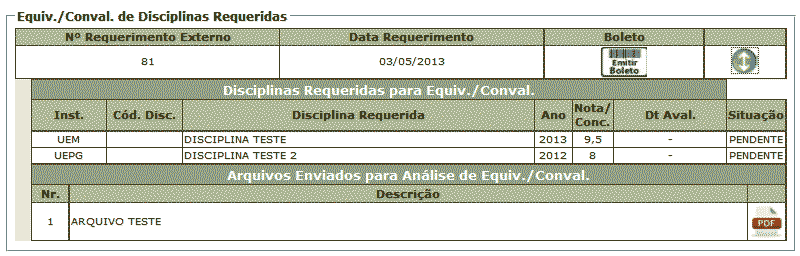 Equiv./Conval. de Disciplinas Requeridas
Nº Requerimento Externo Data Requerimento Boleto
81 03/05/2013 Emitir Boleto
Disciplinas Requeridas para Equiv./Conval.
Inst. Cód. Disc. Disciplina Requerida Ano Nota/ Conc. Dt Aval. Situação
UEM DISCIPLINA TESTE 2013 9,5 - PENDENTE
UEPG DISCIPLINA TESTE 2 2012 8 - PENDENTE
Arquivos Enviados para Análise de Equiv./Conval.
Nr. Descrição
1 ARQUIVO TESTE PDF